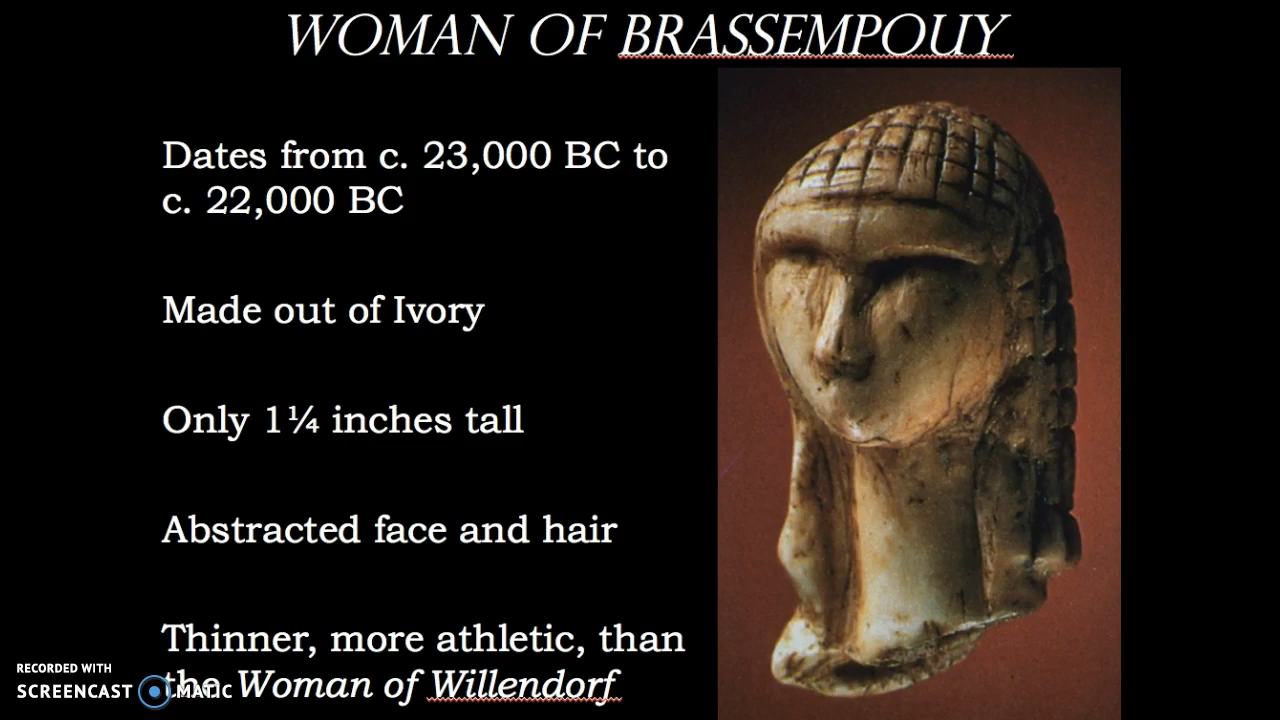 WOMAN OF BRASSEMPOUY
Dates from c. 23,000 BC to
c. 22,000 BC
Made out of Ivory
Only 1¼ inches tall
Abstracted face and hair
Thinner, more athletic, than
the Woman of Willendorf
RECORDED WITH
SCREENCAST MATIC